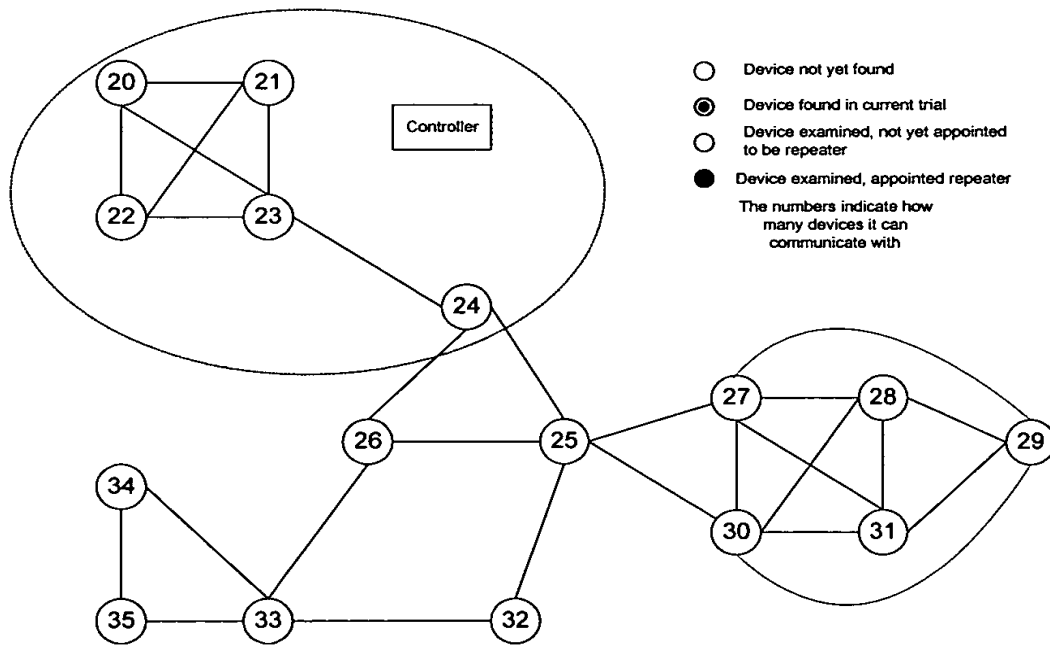 20
21
Controller
22
23
24
Device not yet found
Device found in current trial
Device examined, not yet appointed
to be repeater
Device examined, appointed repeater
The numbers indicate how
many devices it can
communicate with
27
28
26
25
29
34
30
31
35
33
32